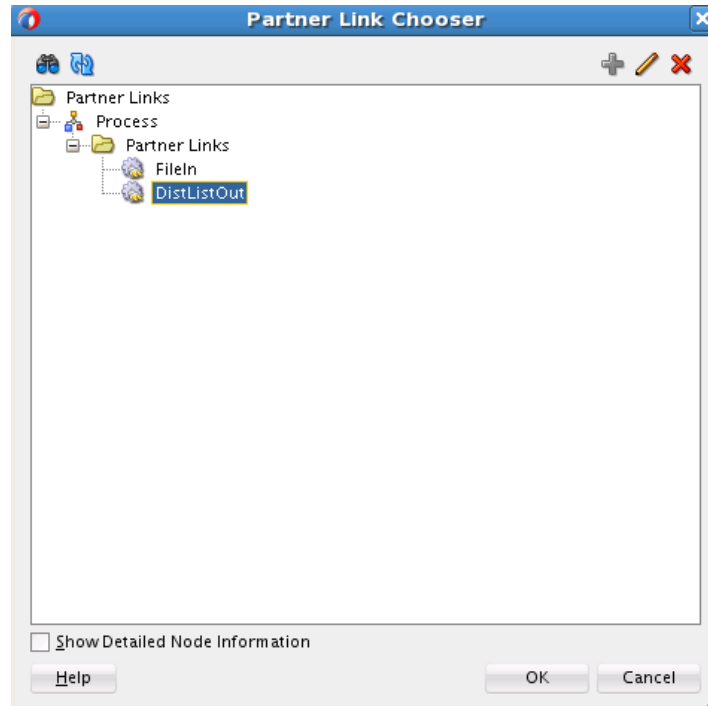 Partner Link Chooser
Partner Links
Process
Partner Links
FileIn
DistListOut
Show Detailed Node Information
Help OK Cancel